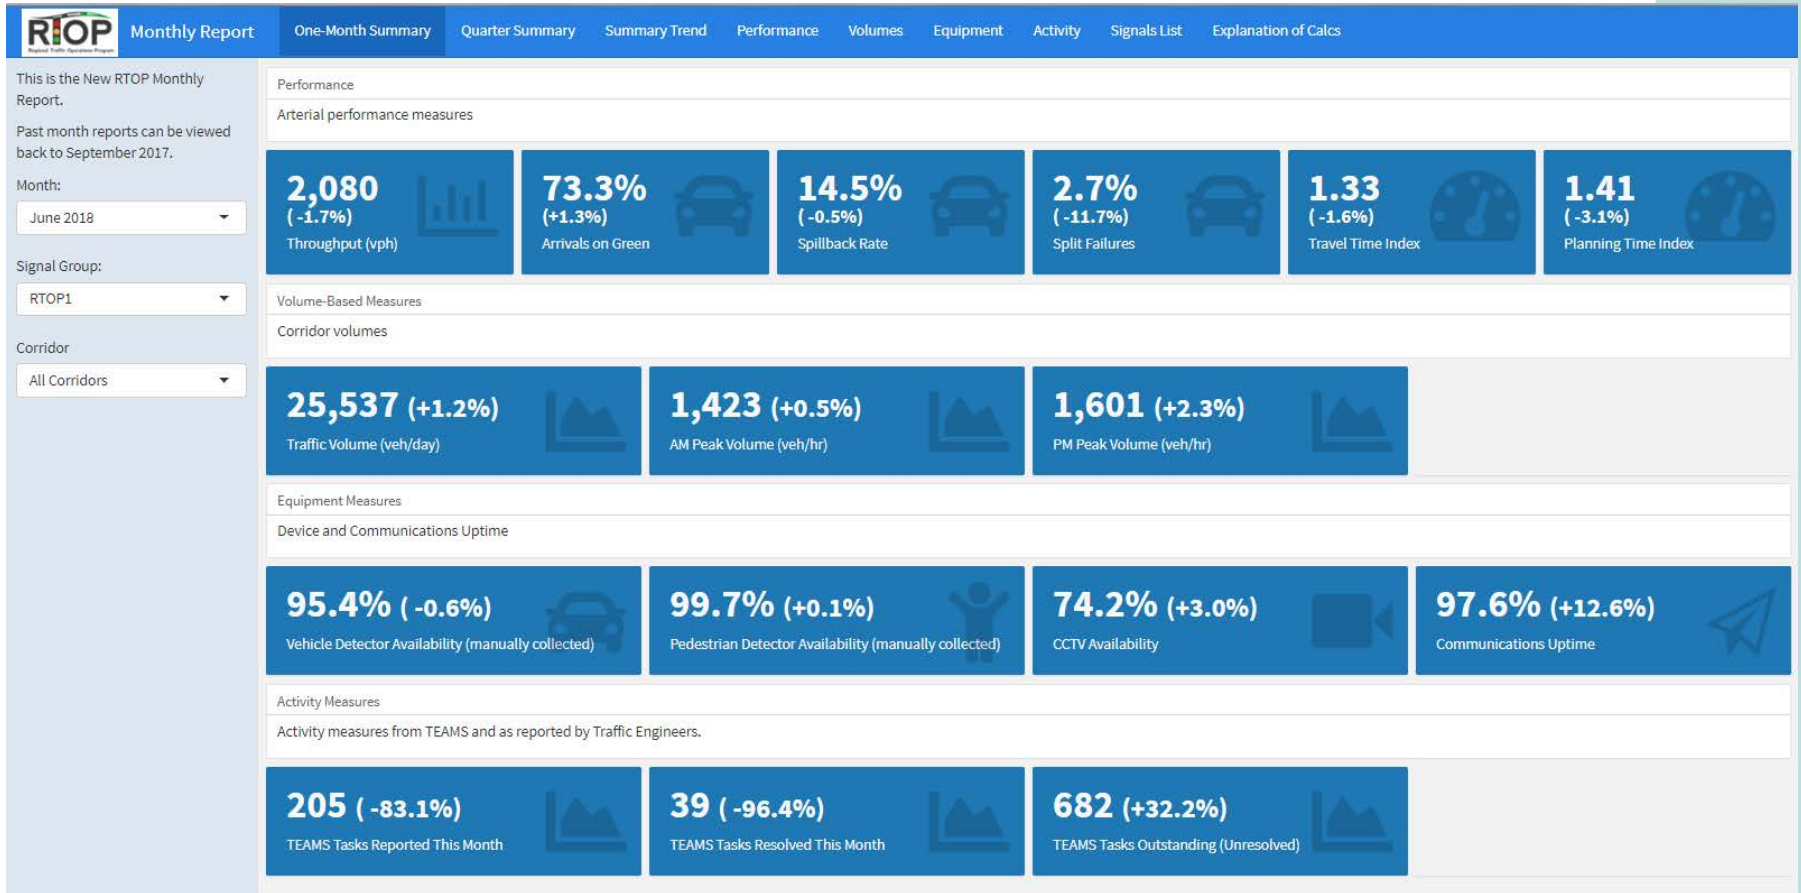 RTOP
Regional Traffic Operations Program
Monthly Report
One-Month Summary
Quarter Summary
Summary Trend
Performance
Volumes
Equipment
Activity
Signals List
Explanation of Calcs
This is the New RTOP Monthly
Report.
Past month reports can be viewed
back to September 2017.
Month:
June 2018
Signal Group:
RTOP1
Corridor
All Corridors
Performance
Arterial performance measures
2,080
( -1.7%)
Throughput (vph)
73.3%
(+1.3%)
Arrivals on Green
14.5%
( -0.5%)
Spillback Rate
2.7%
( -11.7%)
Split Failures
1.33
( -1.6%)
Travel Time Index
1.41
( -3.1%)
Planning Time Index
Volume-Based Measures
Corridor volumes
25,537 (+1.2%)
Traffic Volume (veh/day)
1,423 (+0.5%)
AM Peak Volume (veh/hr)
1,601 (+2.3%)
PM Peak Volume (veh/hr)
Equipment Measures
Device and Communications Uptime
95.4% ( -0.6%)
Vehicle Detector Availability (manually collected)
99.7% (+0.1%)
Pedestrian Detector Availability (manually collected)
74.2% (+3.0%)
CCTV Availability
97.6% (+12.6%)
Communications Uptime
Activity Measures
Activity measures from TEAMS and as reported by Traffic Engineers.
205 ( -83.1%)
TEAMS Tasks Reported This Month
39 ( -96.4%)
TEAMS Tasks Resolved This Month
682 (+32.2%)
TEAMS Tasks Outstanding (Unresolved)